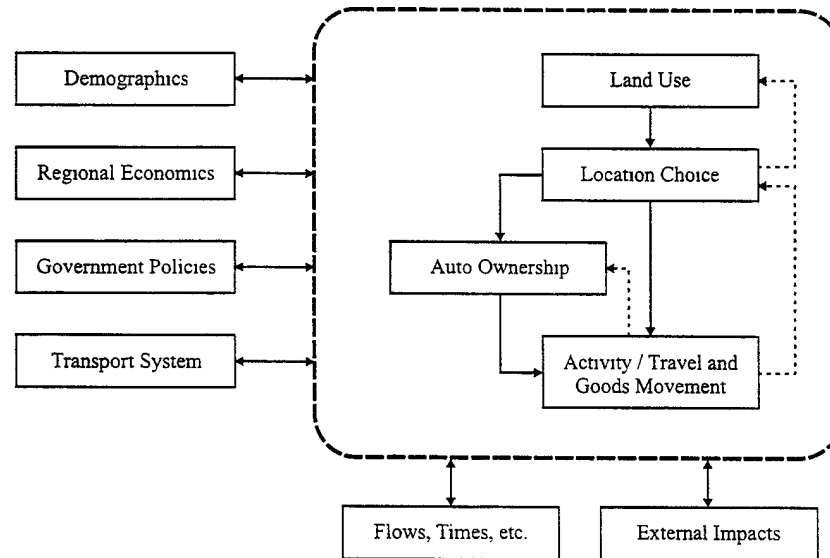 Demographics
Land Use
Regional Economics
Location Choice
Government Policies
Auto Ownership
Transport System
Activity / Travel and
Goods Movement
Flows, Times, etc.
External Impacts